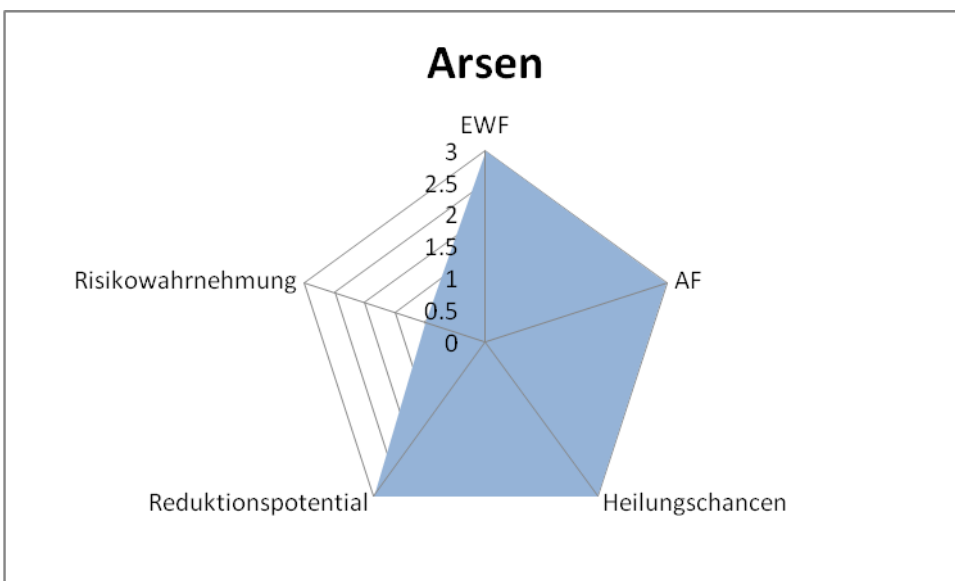 Arsen
EWF
3
2.5
2
1.5
1
0.5
0
AF
Risikowahrnehmung
Reduktionspotential
Heilungschancen